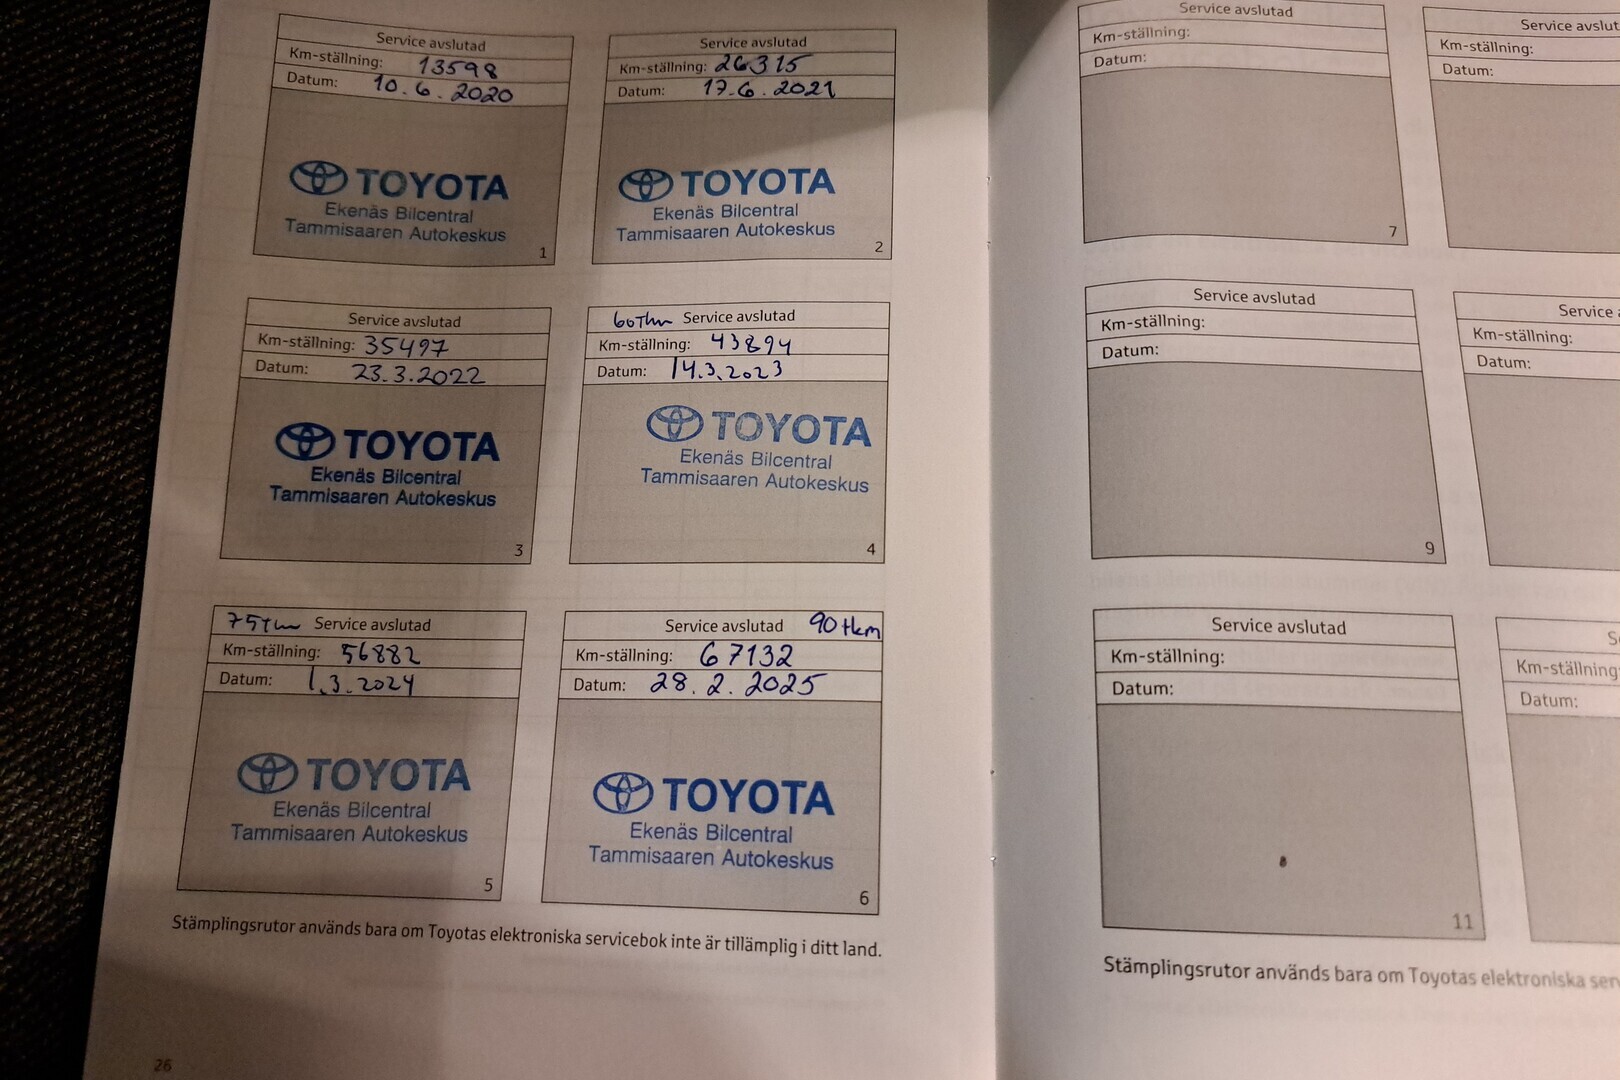 Service avslutad
Km-ställning: 13598
Datum: 10.6.2020
TOYOTA
Ekenäs Bilcentral
Tammisaaren Autokeskus
1
Service avslutad
Km-ställning: 26315
Datum: 17.6.2021
TOYOTA
Ekenäs Bilcentral
Tammisaaren Autokeskus
2
Service avslutad
Km-ställning: 35497
Datum: 23.3.2022
TOYOTA
Ekenäs Bilcentral
Tammisaaren Autokeskus
3
Service avslutad
Km-ställning: 43894
Datum: 14.3.2023
TOYOTA
Ekenäs Bilcentral
Tammisaaren Autokeskus
4
Service avslutad
Km-ställning: 56882
Datum: 1.3.2024
TOYOTA
Ekenäs Bilcentral
Tammisaaren Autokeskus
5
Service avslutad 90 tkm
Km-ställning: 67132
Datum: 28.2.2025
TOYOTA
Ekenäs Bilcentral
Tammisaaren Autokeskus
6
Stämplingsrutor används bara om Toyotas elektroniska servicebok inte är tillämplig i ditt land.
26
Service avslutad
Km-ställning:
Datum:
7
Service
Km-ställning:
Datum:
Service avslutad
Km-ställning:
Datum:
9
Service
Km-ställning:
Datum:
Service avslutad
Km-ställning:
Datum:
11
Km-ställning
Datum:
Stämplingsrutor används bara om Toyotas elektroniska